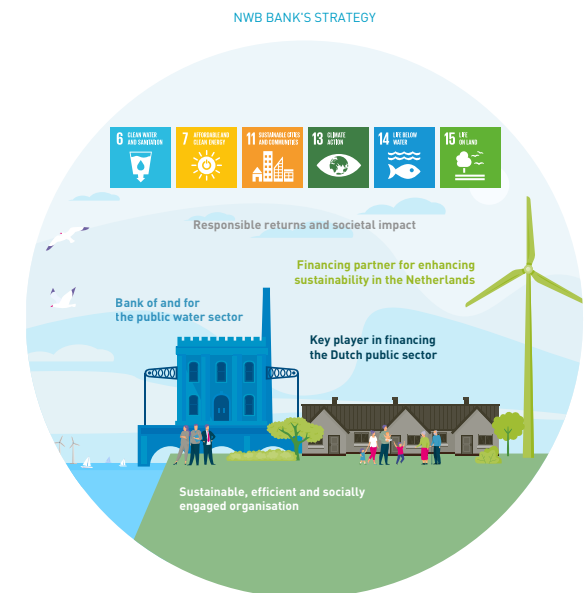 NWB BANK'S STRATEGY
6 CLEAN WATER
AND SANITATION
7 AFFORDABLE AND
CLEAN ENERGY
11 SUSTAINABLE CITIES
AND COMMUNITIES
13 CLIMATE
ACTION
14 LIFE BELOW
WATER
15 LIFE
ON LAND
Responsible returns and societal impact
Financing partner for enhancing
sustainability in the Netherlands
Bank of and for
the public water sector
Key player in financing
the Dutch public sector
Sustainable, efficient and socially
engaged organisation